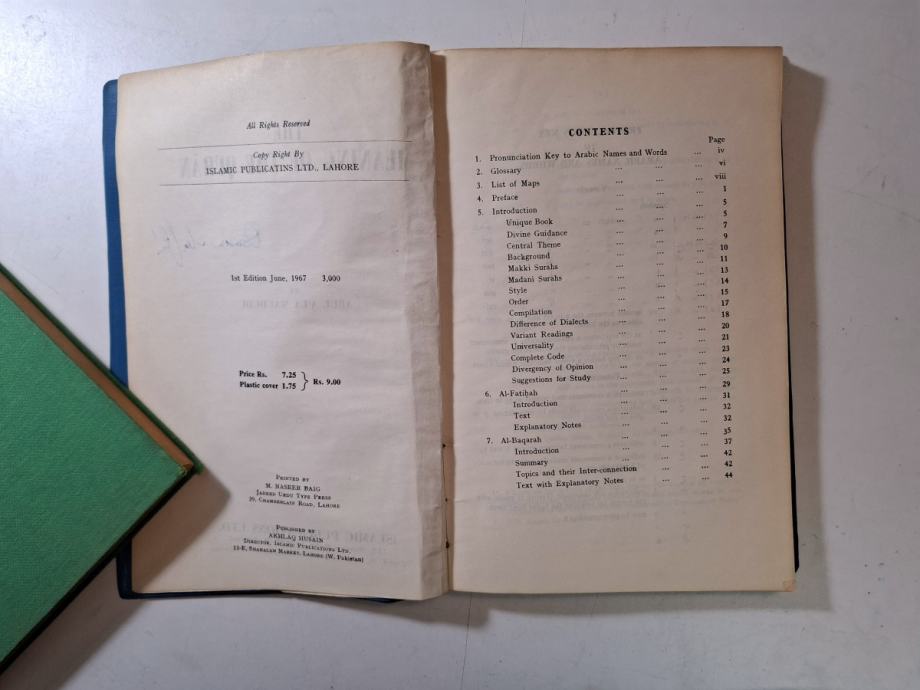 All Rights Reserved
Copy Right By
ISLAMIC PUBLICATINS LTD., LAHORE
1st Edition June, 1967 3,000
Price Rs. 7.25
Plastic cover 1.75 } Rs. 9.00
PRINTED BY
M. NASEER BAIG
JADEED URDU TYPE PRESS
39, CHAMBERLAIN ROAD, LAHORE
PUBLISHED BY
AKHLAQ HUSAIN
DIRECTOR, ISLAMIC PUBLICATIONS LTD.
13-E, SHAHALAM MARKET, LAHORE (W. Pakistan)
CONTENTS
Page
1. Pronunciation Key to Arabic Names and Words ... iv
2. Glossary ... ... ... vi
3. List of Maps ... ... ... viii
4. Preface ... ... ... 1
5. Introduction ... ... ... 5
Unique Book ... ... ... 5
Divine Guidance ... ... ... 7
Central Theme ... ... ... 9
Background ... ... ... 10
Makki Surahs ... ... ... 11
Madani Surahs ... ... ... 13
Style ... ... ... 14
Order ... ... ... 15
Compilation ... ... ... 17
Difference of Dialects ... ... ... 18
Variant Readings ... ... ... 20
Universality ... ... ... 21
Complete Code ... ... ... 23
Divergency of Opinion ... ... ... 24
Suggestions for Study ... ... ... 25
6. Al-Fatiḥah ... ... ... 29
Introduction ... ... ... 31
Text ... ... ... 32
Explanatory Notes ... ... ... 32
7. Al-Baqarah ... ... ... 35
Introduction ... ... ... 37
Summary ... ... ... 42
Topics and their Inter-connection ... ... 42
Text with Explanatory Notes ... ... 44